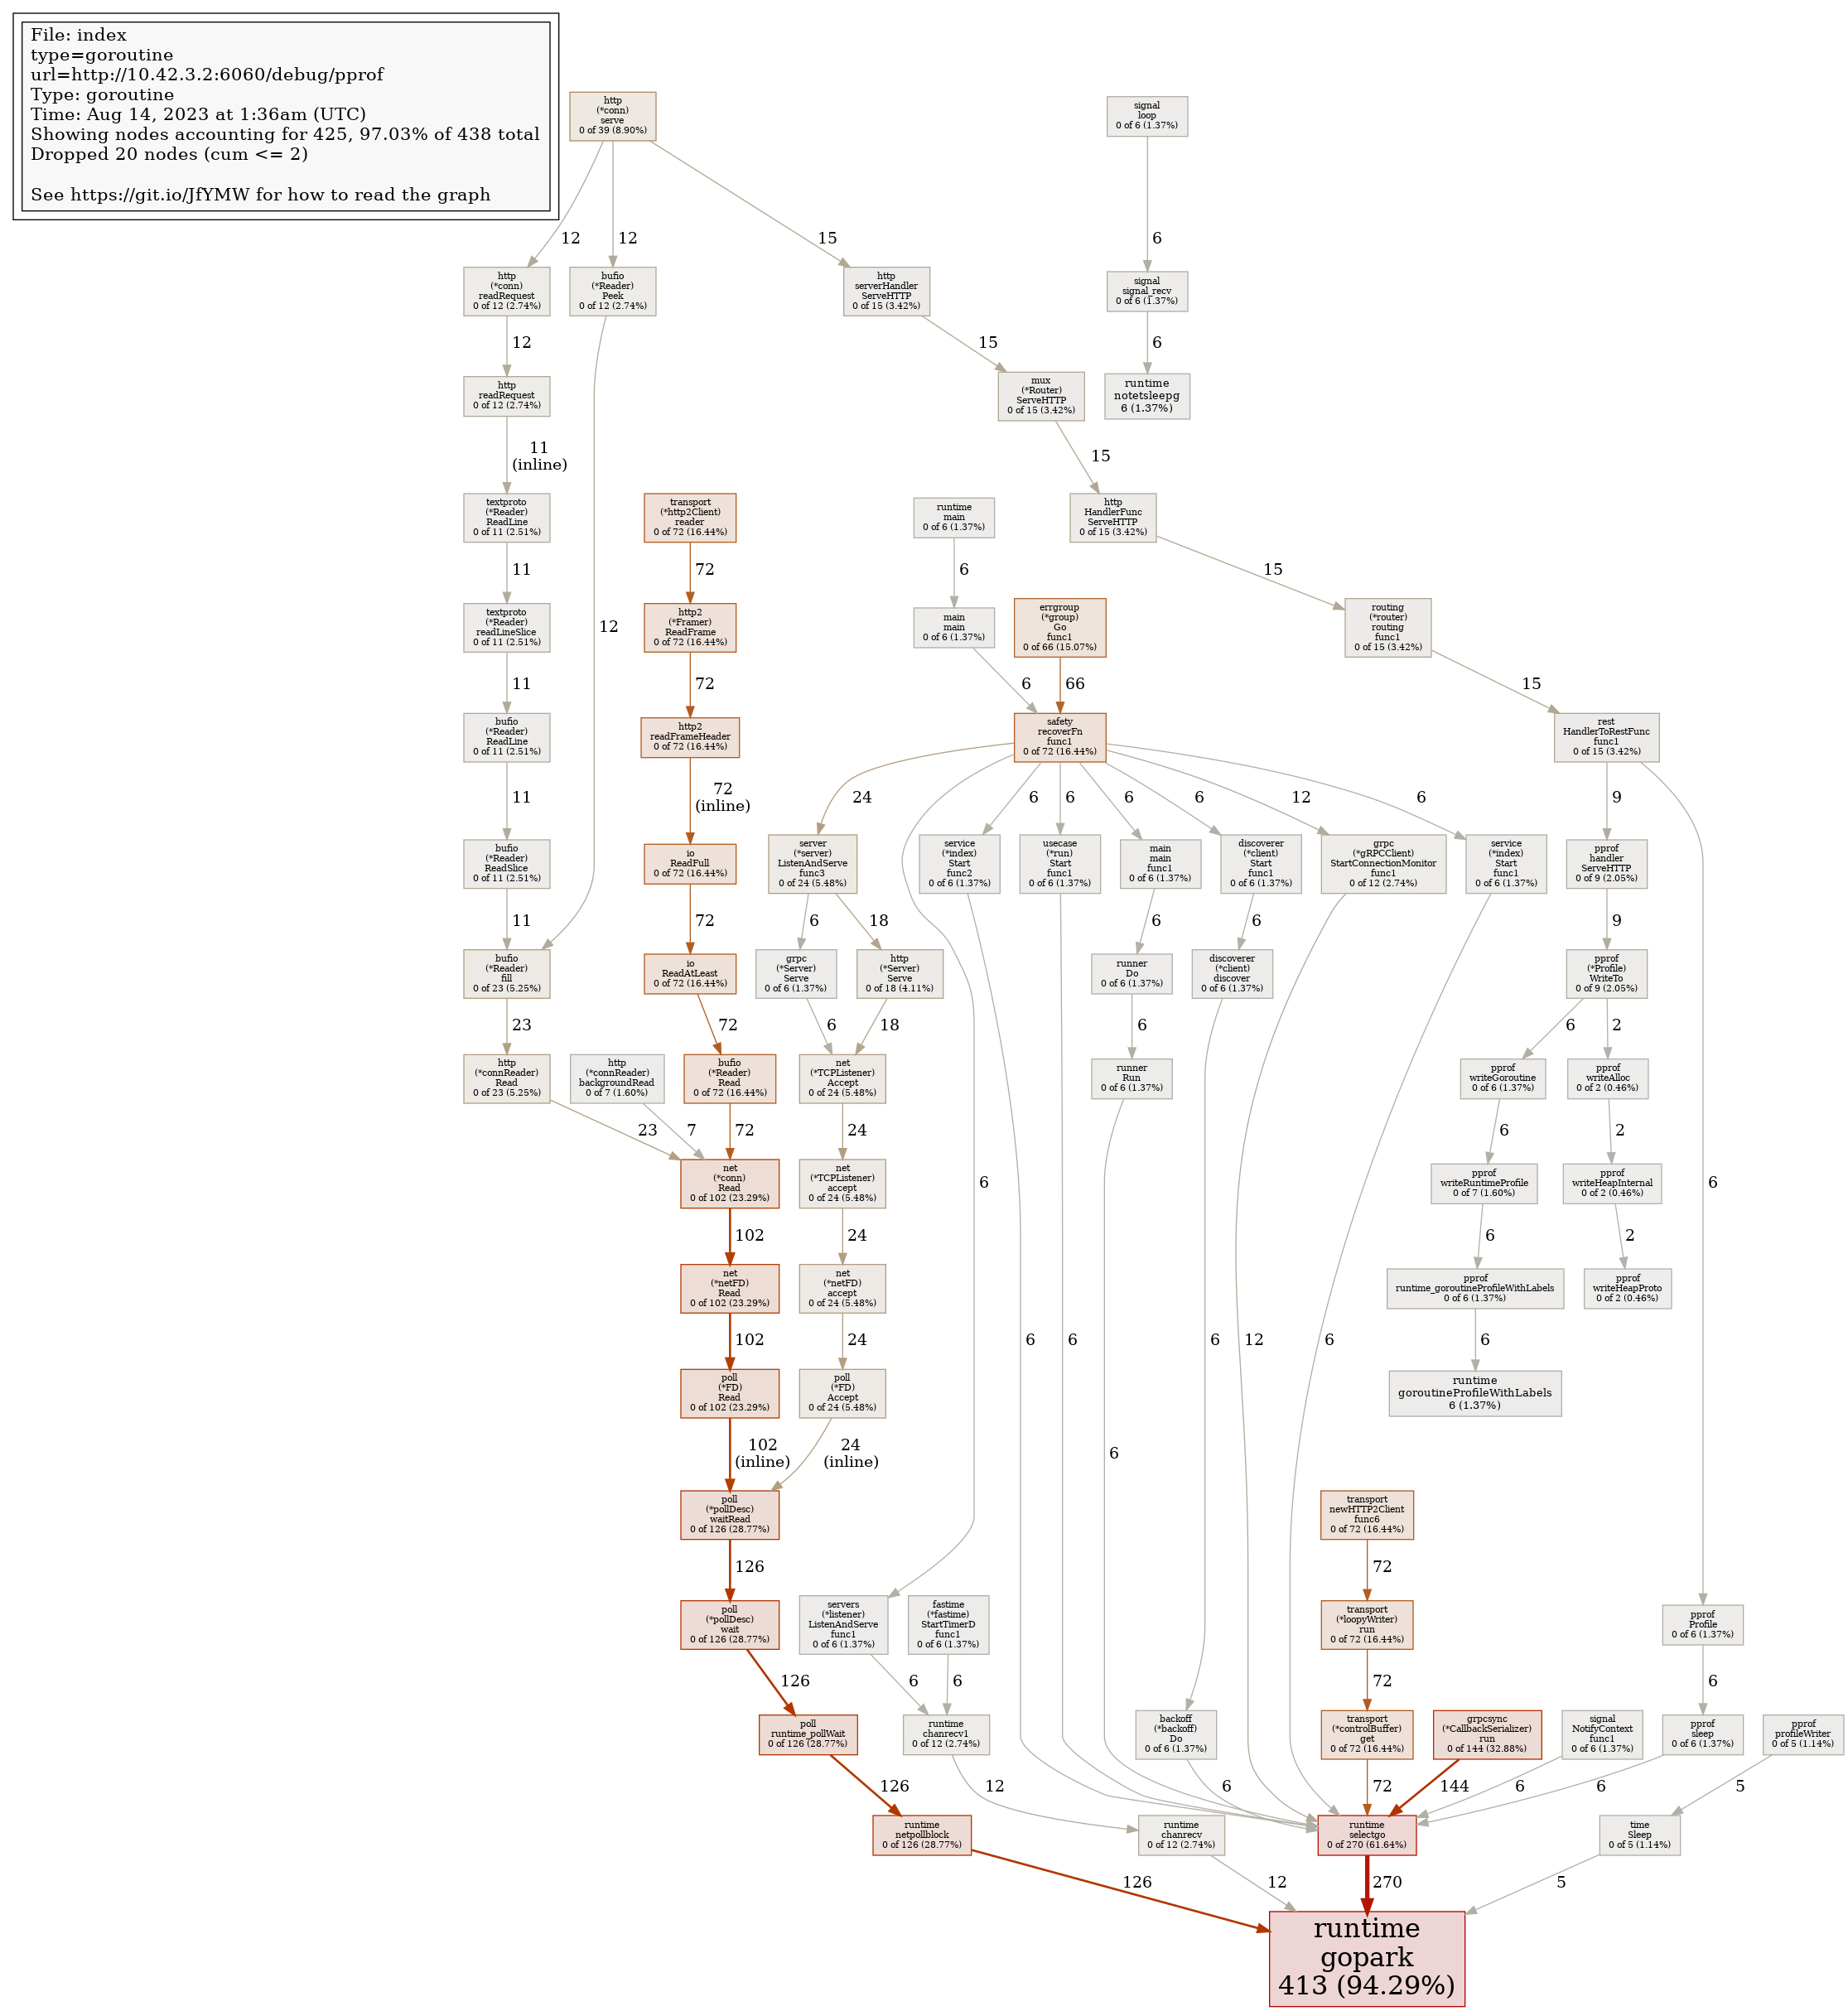 File: index
type=goroutine
url=http://10.42.3.2:6060/debug/pprof
Type: goroutine
Time: Aug 14, 2023 at 1:36am (UTC)
Showing nodes accounting for 425, 97.03% of 438 total
Dropped 20 nodes (cum <= 2)
See https://git.io/JfYMW for how to read the graph
http
(*conn)
serve
0 of 39 (8.90%)
signal
loop
0 of 6 (1.37%)
12
12
15
6
http
(*conn)
readRequest
0 of 12 (2.74%)
bufio
(*Reader)
Peek
0 of 12 (2.74%)
http
serverHandler
ServeHTTP
0 of 15 (3.42%)
signal
signal_recv
0 of 6 (1.37%)
12
15
6
http
readRequest
0 of 12 (2.74%)
mux
(*Router)
ServeHTTP
0 of 15 (3.42%)
runtime
notetsleepg
6 (1.37%)
11
(inline)
15
textproto
(*Reader)
ReadLine
0 of 11 (2.51%)
transport
(*http2Client)
reader
0 of 72 (16.44%)
runtime
main
0 of 6 (1.37%)
http
HandlerFunc
ServeHTTP
0 of 15 (3.42%)
11
72
6
15
textproto
(*Reader)
readLineSlice
0 of 11 (2.51%)
12
http2
(*Framer)
ReadFrame
0 of 72 (16.44%)
main
main
0 of 6 (1.37%)
errgroup
(*group)
Go
func1
0 of 66 (15.07%)
routing
(*router)
routing
func1
0 of 15 (3.42%)
11
72
6
66
15
bufio
(*Reader)
ReadLine
0 of 11 (2.51%)
http2
readFrameHeader
0 of 72 (16.44%)
safety
recoverFn
func1
0 of 72 (16.44%)
rest
HandlerToRestFunc
func1
0 of 15 (3.42%)
11
72
(inline)
24
6
6
6
6
12
6
9
bufio
(*Reader)
ReadSlice
0 of 11 (2.51%)
io
ReadFull
0 of 72 (16.44%)
server
(*server)
ListenAndServe
func3
0 of 24 (5.48%)
service
(*index)
Start
func2
0 of 6 (1.37%)
usecase
(*run)
Start
func1
0 of 6 (1.37%)
main
main
func1
0 of 6 (1.37%)
discoverer
(*client)
Start
func1
0 of 6 (1.37%)
grpc
(*gRPCClient)
StartConnectionMonitor
func1
0 of 12 (2.74%)
service
(*index)
Start
func1
0 of 6 (1.37%)
pprof
handler
ServeHTTP
0 of 9 (2.05%)
11
72
6
18
6
6
9
bufio
(*Reader)
fill
0 of 23 (5.25%)
io
ReadAtLeast
0 of 72 (16.44%)
grpc
(*Server)
Serve
0 of 6 (1.37%)
http
(*Server)
Serve
0 of 18 (4.11%)
runner
Do
0 of 6 (1.37%)
discoverer
(*client)
discover
0 of 6 (1.37%)
pprof
(*Profile)
WriteTo
0 of 9 (2.05%)
23
72
6
18
6
6
2
http
(*connReader)
Read
0 of 23 (5.25%)
http
(*connReader)
backgroundRead
0 of 7 (1.60%)
bufio
(*Reader)
Read
0 of 72 (16.44%)
net
(*TCPListener)
Accept
0 of 24 (5.48%)
runner
Run
0 of 6 (1.37%)
pprof
writeGoroutine
0 of 6 (1.37%)
pprof
writeAlloc
0 of 2 (0.46%)
23
7
72
24
6
2
net
(*conn)
Read
0 of 102 (23.29%)
net
(*TCPListener)
accept
0 of 24 (5.48%)
6
pprof
writeRuntimeProfile
0 of 7 (1.60%)
pprof
writeHeapInternal
0 of 2 (0.46%)
6
102
24
6
2
net
(*netFD)
Read
0 of 102 (23.29%)
net
(*netFD)
accept
0 of 24 (5.48%)
pprof
runtime_goroutineProfileWithLabels
0 of 6 (1.37%)
pprof
writeHeapProto
0 of 2 (0.46%)
102
24
6
6
6
12
6
6
poll
(*FD)
Read
0 of 102 (23.29%)
poll
(*FD)
Accept
0 of 24 (5.48%)
runtime
goroutineProfileWithLabels
6 (1.37%)
102
(inline)
24
(inline)
6
poll
(*pollDesc)
waitRead
0 of 126 (28.77%)
transport
newHTTP2Client
func6
0 of 72 (16.44%)
126
72
poll
(*pollDesc)
wait
0 of 126 (28.77%)
servers
(*listener)
ListenAndServe
func1
0 of 6 (1.37%)
fastime
(*fastime)
StartTimerD
func1
0 of 6 (1.37%)
transport
(*loopyWriter)
run
0 of 72 (16.44%)
pprof
Profile
0 of 6 (1.37%)
126
6
6
72
6
poll
runtime_pollWait
0 of 126 (28.77%)
runtime
chanrecv1
0 of 12 (2.74%)
backoff
(*backoff)
Do
0 of 6 (1.37%)
transport
(*controlBuffer)
get
0 of 72 (16.44%)
grpcsync
(*CallbackSerializer)
run
0 of 144 (32.88%)
signal
NotifyContext
func1
0 of 6 (1.37%)
pprof
sleep
0 of 6 (1.37%)
pprof
profileWriter
0 of 5 (1.14%)
126
12
6
72
144
6
6
5
runtime
netpollblock
0 of 126 (28.77%)
runtime
chanrecv
0 of 12 (2.74%)
runtime
selectgo
0 of 270 (61.64%)
time
Sleep
0 of 5 (1.14%)
126
12
270
5
runtime
gopark
413 (94.29%)